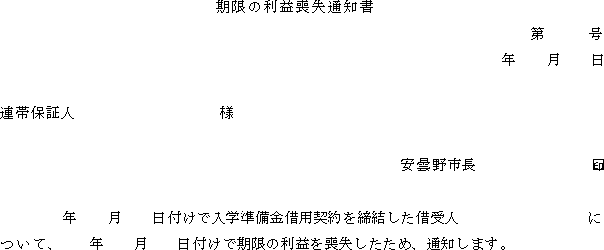 期限の利益喪失通知書
第　　　号
年　　月　　日
連帯保証人　　　　　　　　　様
安曇野市長　　　　　　　印
年　　月　　日付けで入学準備金借用契約を締結した借受人　　　　　　　　に
ついて、　　年　　月　　日付けで期限の利益を喪失したため、通知します。